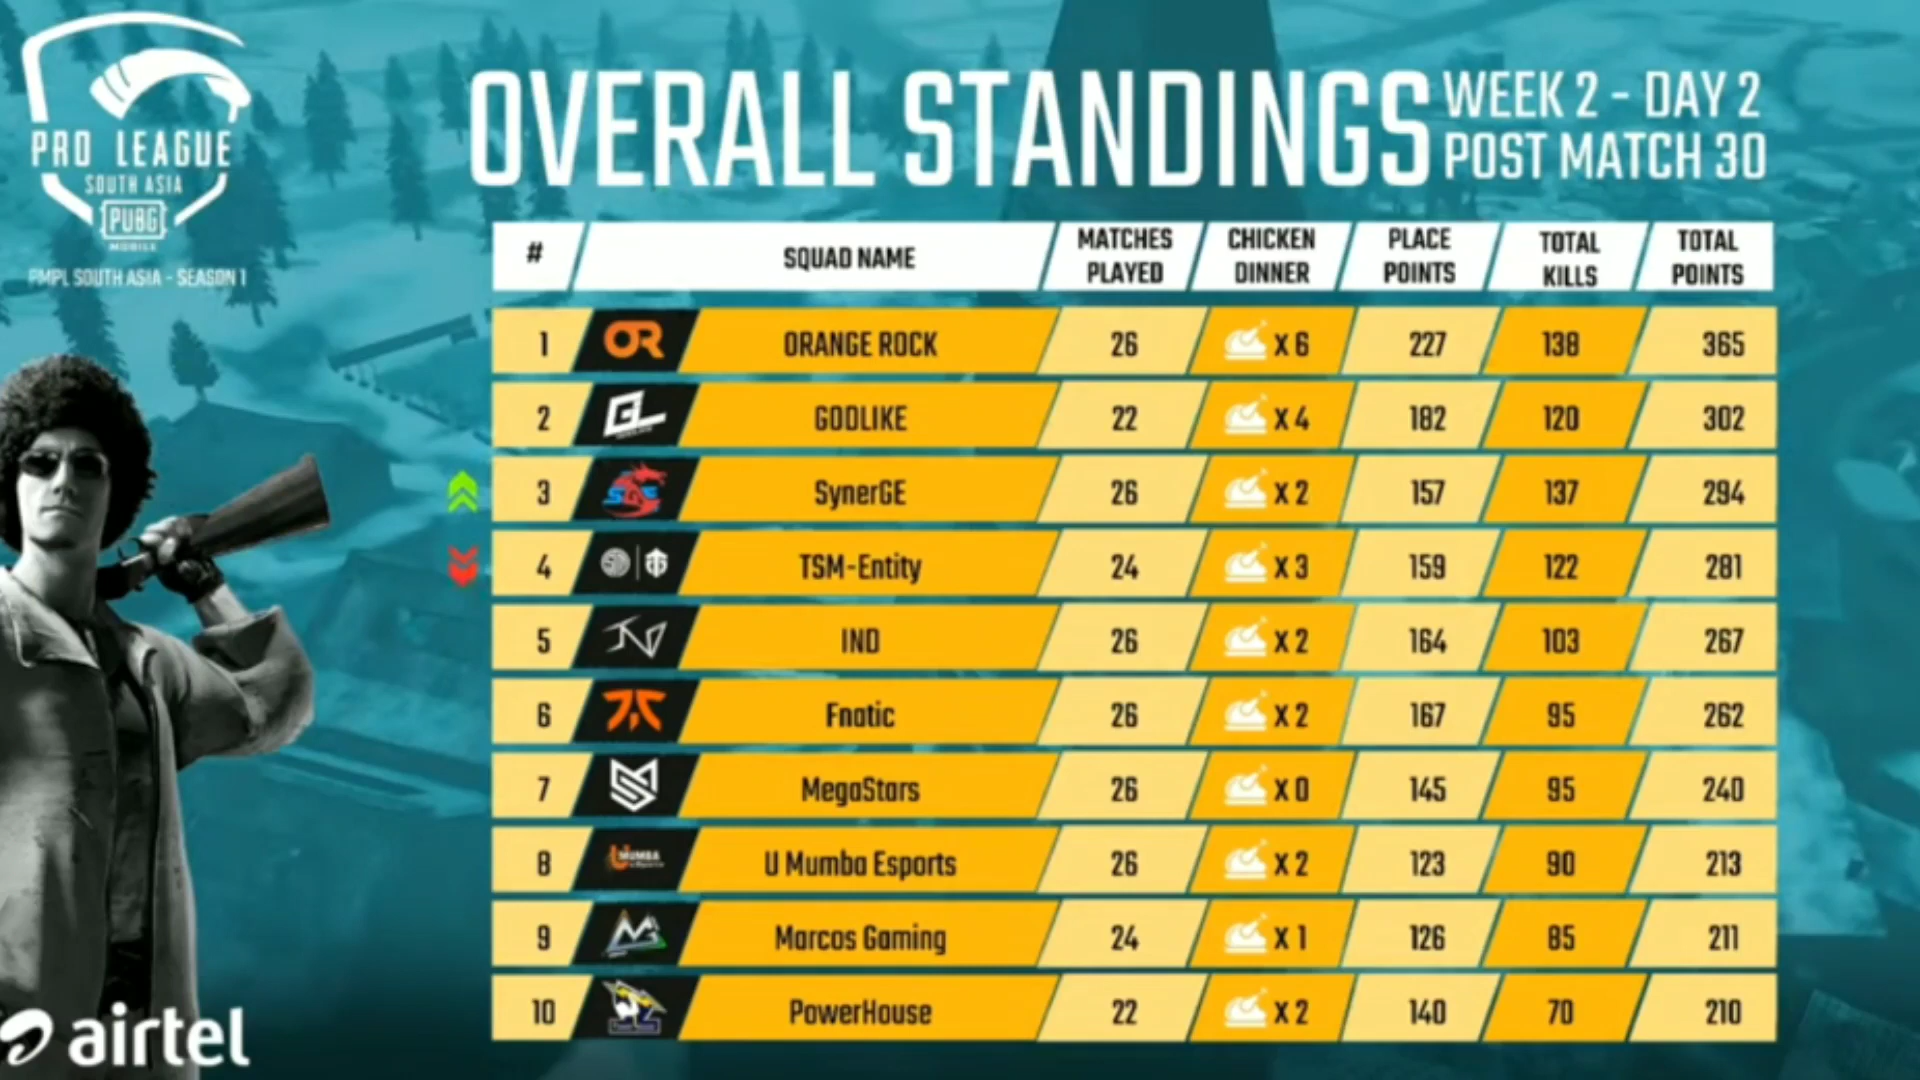 PRO LEAGUE
SOUTH ASIA
PUBG
MOBILE
PMPL SOUTH ASIA - SEASON 1
OVERALL STANDINGS
WEEK 2 - DAY 2
POST MATCH 30
# SQUAD NAME MATCHES PLAYED CHICKEN DINNER PLACE POINTS TOTAL KILLS TOTAL POINTS
1 OR ORANGE ROCK 26 X 6 227 138 365
2 GL GODLIKE 22 X 4 182 120 302
3 SGE SynerGE 26 X 2 157 137 294
4 TSM-Entity 24 X 3 159 122 281
5 IND IND 26 X 2 164 103 267
6 Fnatic 26 X 2 167 95 262
7 MegaStars 26 X 0 145 95 240
8 U MUMBA U Mumba Esports 26 X 2 123 90 213
9 Marcos Gaming 24 X 1 126 85 211
10 PowerHouse 22 X 2 140 70 210
airtel